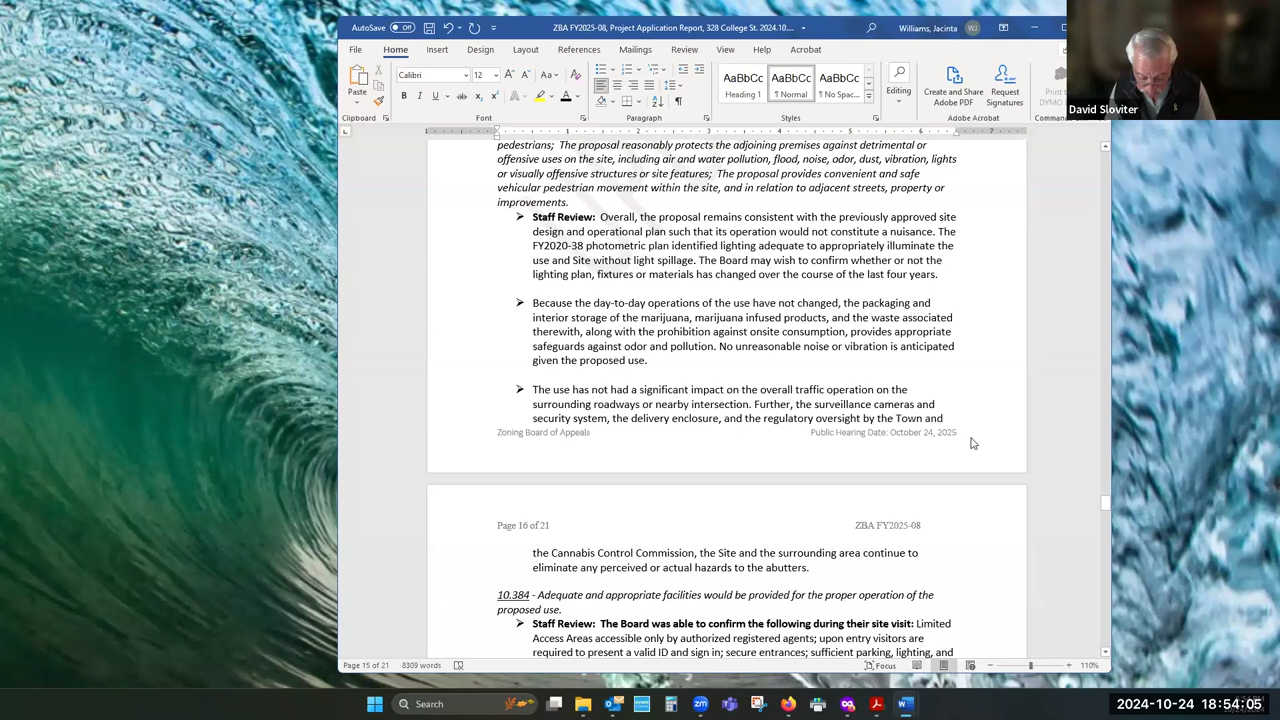 AutoSave Off ZBA FY2025-08, Project Application Report, 328 College St. 2024.10.... Williams, Jacinta WJ
File Home Insert Design Layout References Mailings Review View Help Acrobat
David Sloviter
Calibri 12 Aa
Paste
B I U
AaBbCc AaBbCc AaBbCc
Heading 1 ¶ Normal ¶ No Spac...
Editing
Create and Share Adobe PDF
Request Signatures
Clipboard Font Paragraph Styles Adobe Acrobat
pedestrians; The proposal reasonably protects the adjoining premises against detrimental or
offensive uses on the site, including air and water pollution, flood, noise, odor, dust, vibration, lights
or visually offensive structures or site features; The proposal provides convenient and safe
vehicular pedestrian movement within the site, and in relation to adjacent streets, property or
improvements.
➢ Staff Review: Overall, the proposal remains consistent with the previously approved site
design and operational plan such that its operation would not constitute a nuisance. The
FY2020-38 photometric plan identified lighting adequate to appropriately illuminate the
use and Site without light spillage. The Board may wish to confirm whether or not the
lighting plan, fixtures or materials has changed over the course of the last four years.
➢ Because the day-to-day operations of the use have not changed, the packaging and
interior storage of the marijuana, marijuana infused products, and the waste associated
therewith, along with the prohibition against onsite consumption, provides appropriate
safeguards against odor and pollution. No unreasonable noise or vibration is anticipated
given the proposed use.
➢ The use has not had a significant impact on the overall traffic operation on the
surrounding roadways or nearby intersection. Further, the surveillance cameras and
security system, the delivery enclosure, and the regulatory oversight by the Town and
Zoning Board of Appeals Public Hearing Date: October 24, 2025
Page 16 of 21 ZBA FY2025-08
the Cannabis Control Commission, the Site and the surrounding area continue to
eliminate any perceived or actual hazards to the abutters.
10.384 - Adequate and appropriate facilities would be provided for the proper operation of the
proposed use.
➢ Staff Review: The Board was able to confirm the following during their site visit: Limited
Access Areas accessible only by authorized registered agents; upon entry visitors are
required to present a valid ID and sign in; secure entrances; sufficient parking, lighting, and
Page 15 of 21 8309 words Focus 110%
Search
2024-10-24 18:54:05